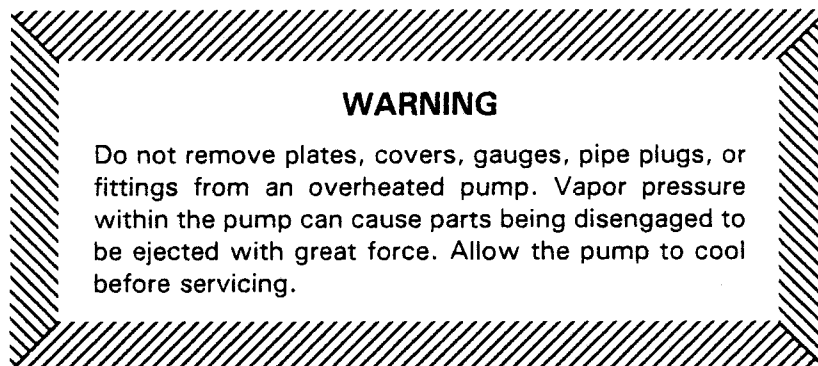 WARNING
Do not remove plates, covers, gauges, pipe plugs, or
fittings from an overheated pump. Vapor pressure
within the pump can cause parts being disengaged to
be ejected with great force. Allow the pump to cool
before servicing.